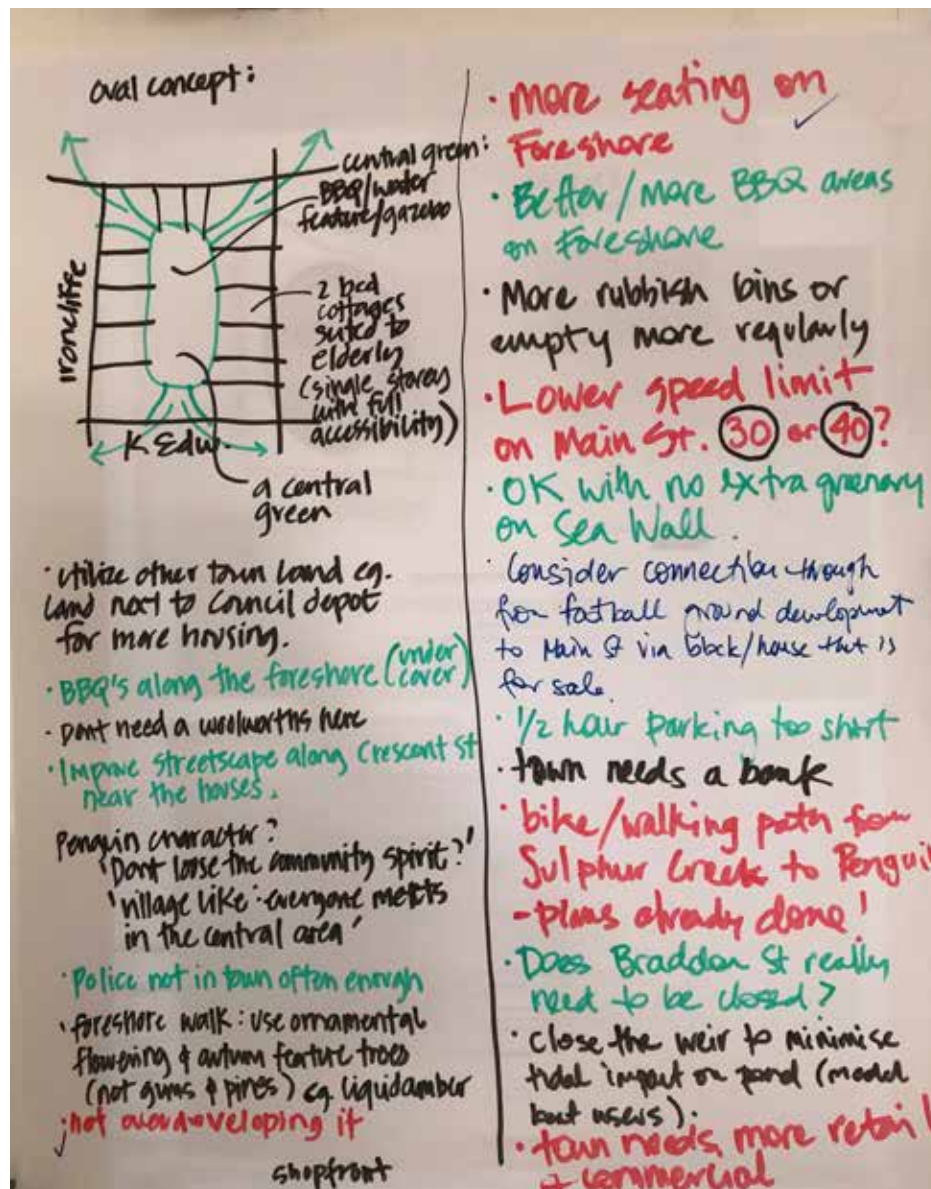 oval concept:
central green:
BBQ/water
feature/gazebo
Ironcliffe
2 bed
cottages
suited to
elderly
(single storey
with full
accessibility)
K Edw.
a central
green
· utilize other town land eg.
land next to Council depot
for more housing.
· BBQ's along the foreshore (under cover)
· Dont need a woolworths here
· Improve streetscape along Crescent St
near the houses.
Penguin character?
'Dont loose the community spirit?'
'village like: everyone meets
in the central area'
· Police not in town often enough
· foreshore walk: use ornamental
flowering & autumn feature trees
(not gums & pines) eg liquidamber
· not overdeveloping it
shopfront
· more seating on
Foreshore
· Better/more BBQ areas
on Foreshore
· More rubbish bins or
empty more regularly
· Lower speed limit
on Main St. 30 or 40?
· OK with no extra greenery
on Sea Wall.
· Consider connection through
from football ground development
to Main St via block/house that is
for sale.
· 1/2 hour parking too short
· town needs a bank
· bike/walking path from
Sulphur Creek to Pengui
- plans already done!
· Does Braddon St really
need to be closed?
· close the weir to minimise
tidal impact on pond (model
boat users).
· town needs more retail
+ commercial